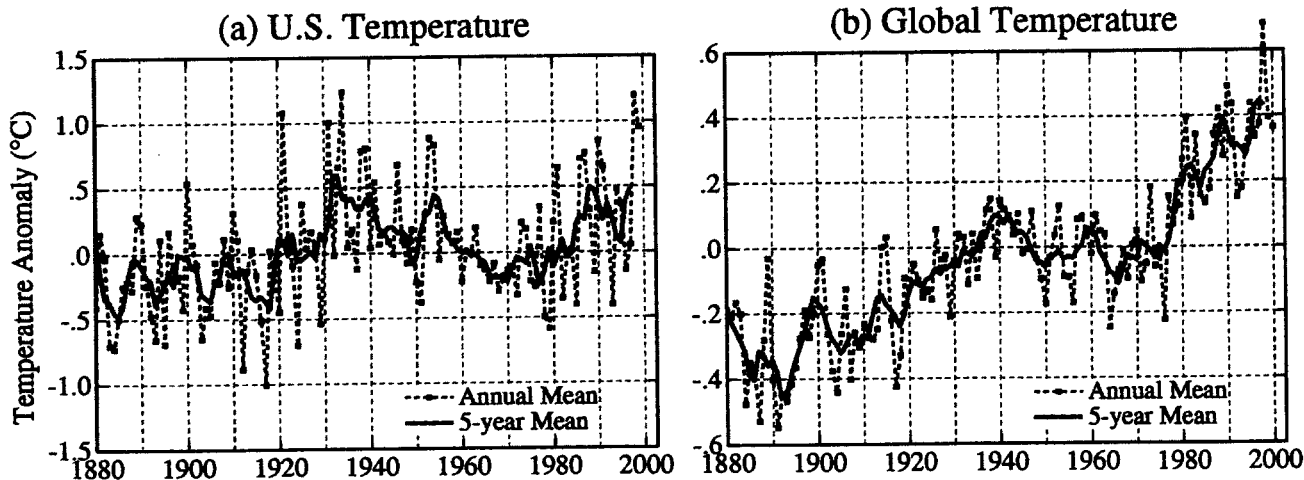 (a) U.S. Temperature
1.5
1.0
.5
.0
-.5
-1.0
-1.5
Temperature Anomaly (°C)
Annual Mean
5-year Mean
1880 1900 1920 1940 1960 1980 2000
(b) Global Temperature
.6
.4
.2
.0
-.2
-.4
-.6
Annual Mean
5-year Mean
1880 1900 1920 1940 1960 1980 2000